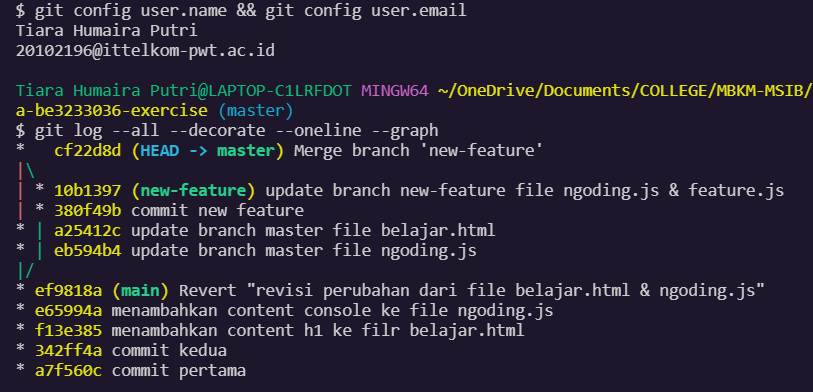 $ git config user.name && git config user.email
Tiara Humaira Putri
20102196@ittelkom-pwt.ac.id
Tiara Humaira Putri@LAPTOP-C1LRFDOT MINGW64 ~/OneDrive/Documents/COLLEGE/MBKM-MSIB/
a-be3233036-exercise (master)
$ git log --all --decorate --oneline --graph
*   cf22d8d (HEAD -> master) Merge branch 'new-feature'
|\
| * 10b1397 (new-feature) update branch new-feature file ngoding.js & feature.js
| * 380f49b commit new feature
* | a25412c update branch master file belajar.html
* | eb594b4 update branch master file ngoding.js
|/
* ef9818a (main) Revert "revisi perubahan dari file belajar.html & ngoding.js"
* e65994a menambahkan content console ke file ngoding.js
* f13e385 menambahkan content h1 ke filr belajar.html
* 342ff4a commit kedua
* a7f560c commit pertama